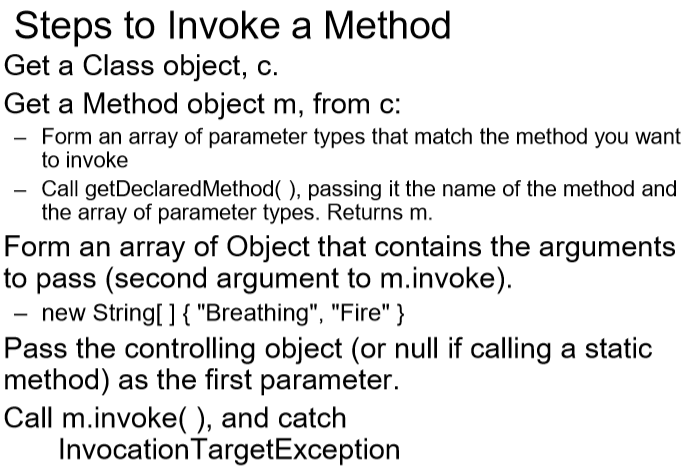 Steps to Invoke a Method
Get a Class object, c.
Get a Method object m, from c:
– Form an array of parameter types that match the method you want
to invoke
– Call getDeclaredMethod( ), passing it the name of the method and
the array of parameter types. Returns m.
Form an array of Object that contains the arguments
to pass (second argument to m.invoke).
– new String[ ] { "Breathing", "Fire" }
Pass the controlling object (or null if calling a static
method) as the first parameter.
Call m.invoke( ), and catch
InvocationTargetException